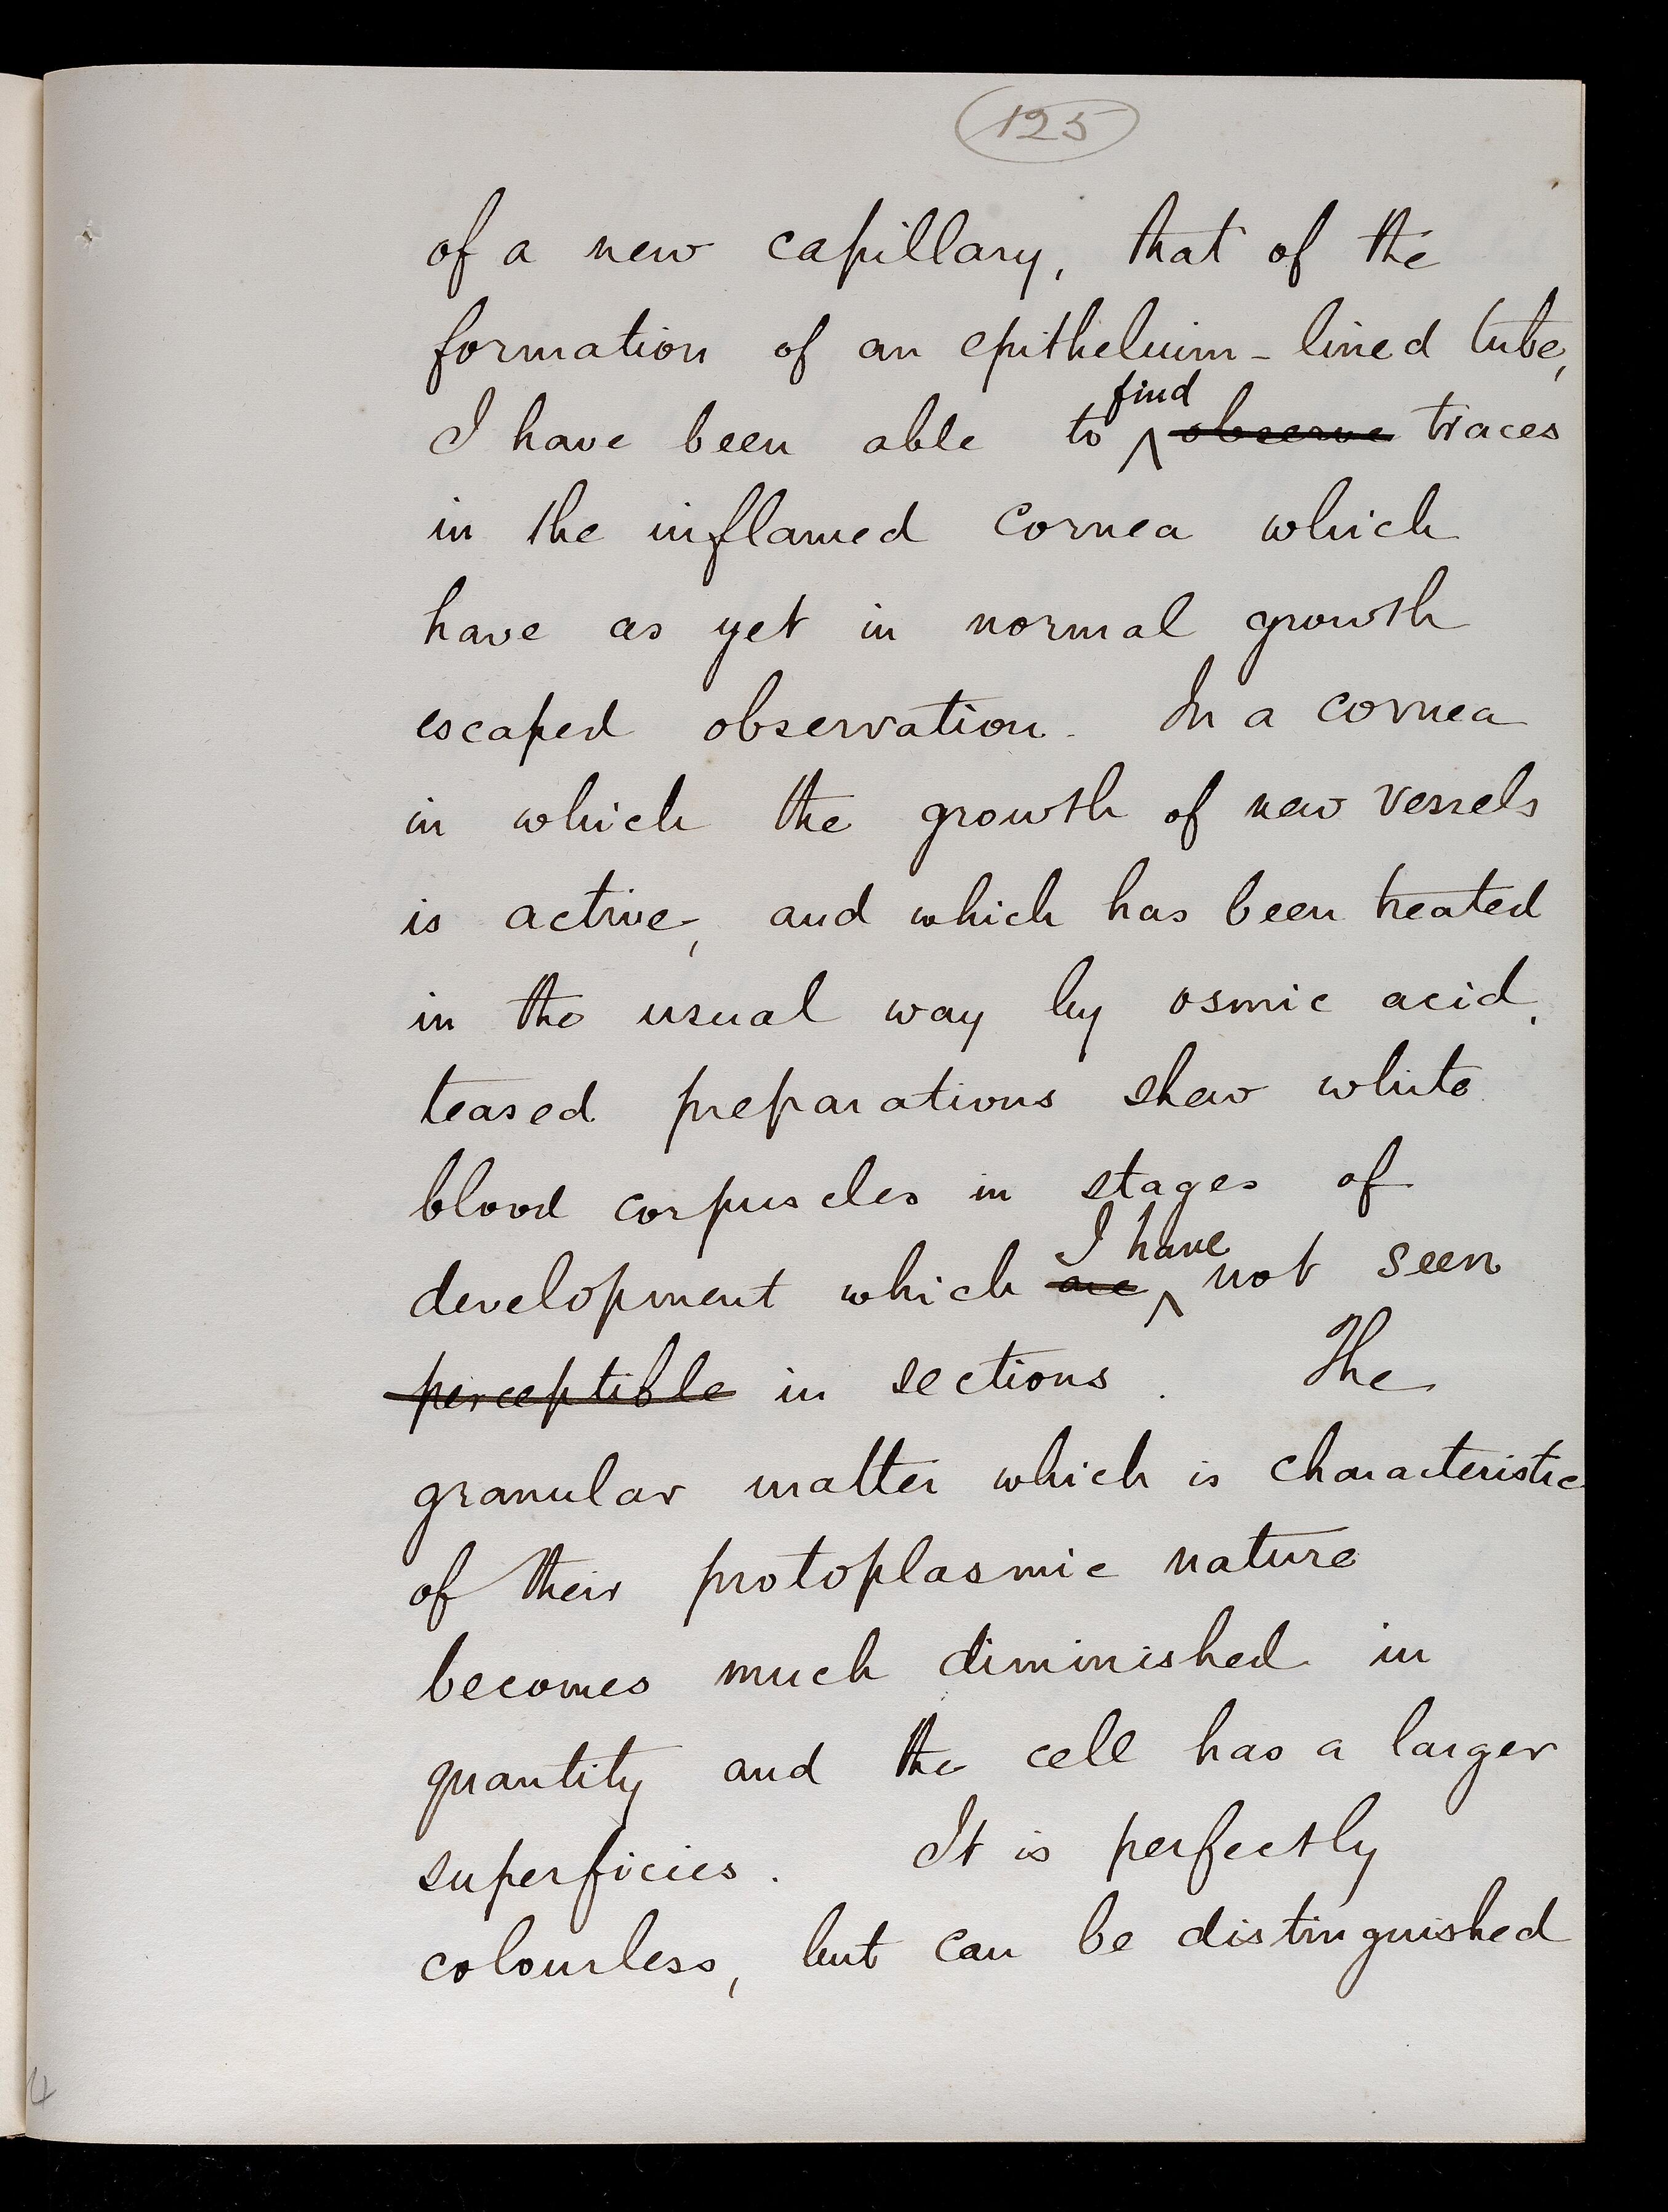 125
of a new capillary, that of the
formation of an epithelium-lined tube,
find
I have been able to ^ observe traces
in the inflamed cornea which
have as yet in normal growth
escaped observation. In a cornea
in which the growth of new vessels
is active, and which has been treated
in the usual way by osmic acid,
teased preparations shew white
blood corpuscles in stages of
I have
development which are ^ not seen
perceptible in sections. The
granular matter which is characteristic
of their protoplasmic nature
becomes much diminished in
quantity and the cell has a larger
superficies. It is perfectly
colourless, but can be distinguished